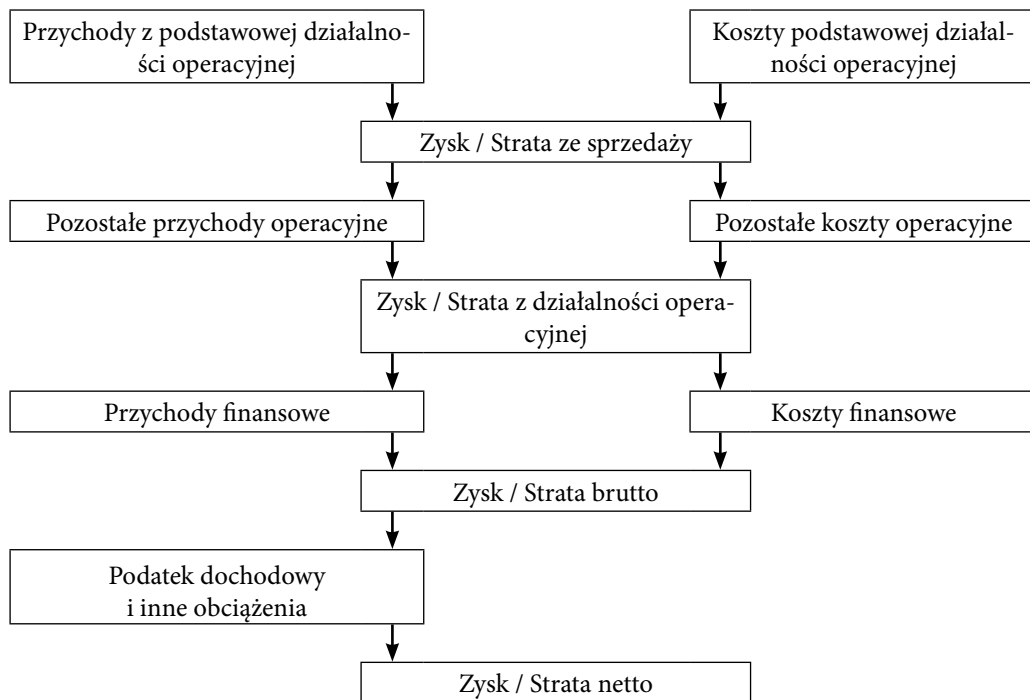 Przychody z podstawowej działalno-
ści operacyjnej
Koszty podstawowej działal-
ności operacyjnej
Zysk / Strata ze sprzedaży
Pozostałe przychody operacyjne
Pozostałe koszty operacyjne
Zysk / Strata z działalności opera-
cyjnej
Przychody finansowe
Koszty finansowe
Zysk / Strata brutto
Podatek dochodowy
i inne obciążenia
Zysk / Strata netto